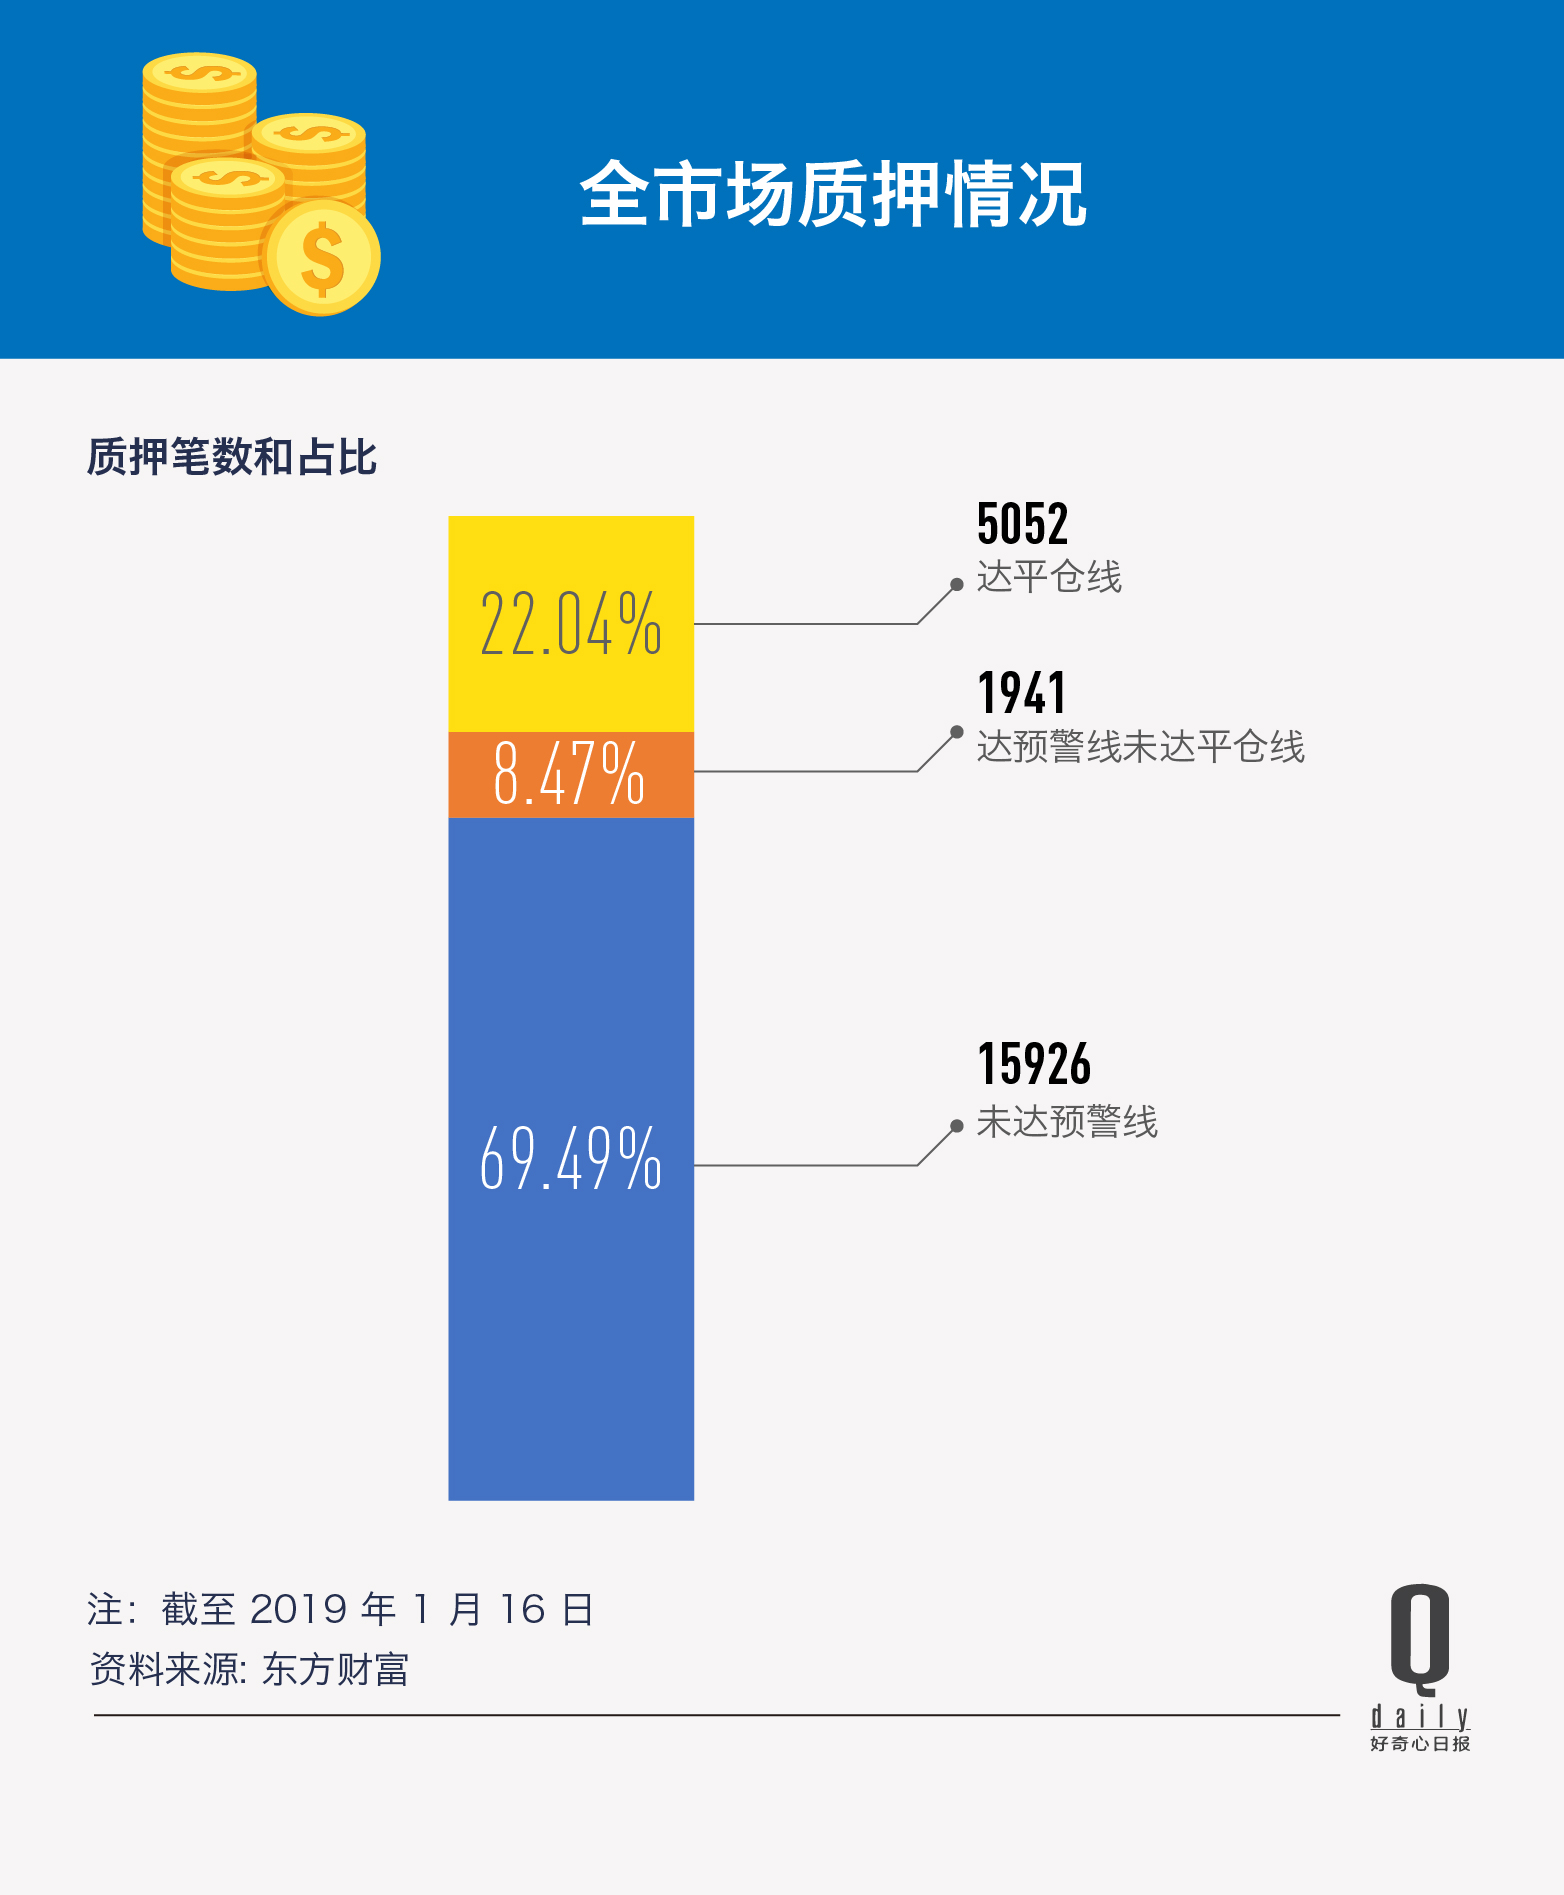 全市场质押情况
质押笔数和占比
22.04%
5052
达平仓线
8.47%
1941
达预警线未达平仓线
69.49%
15926
未达预警线
注：截至 2019 年 1 月 16 日
资料来源: 东方财富
Q
daily
好奇心日报